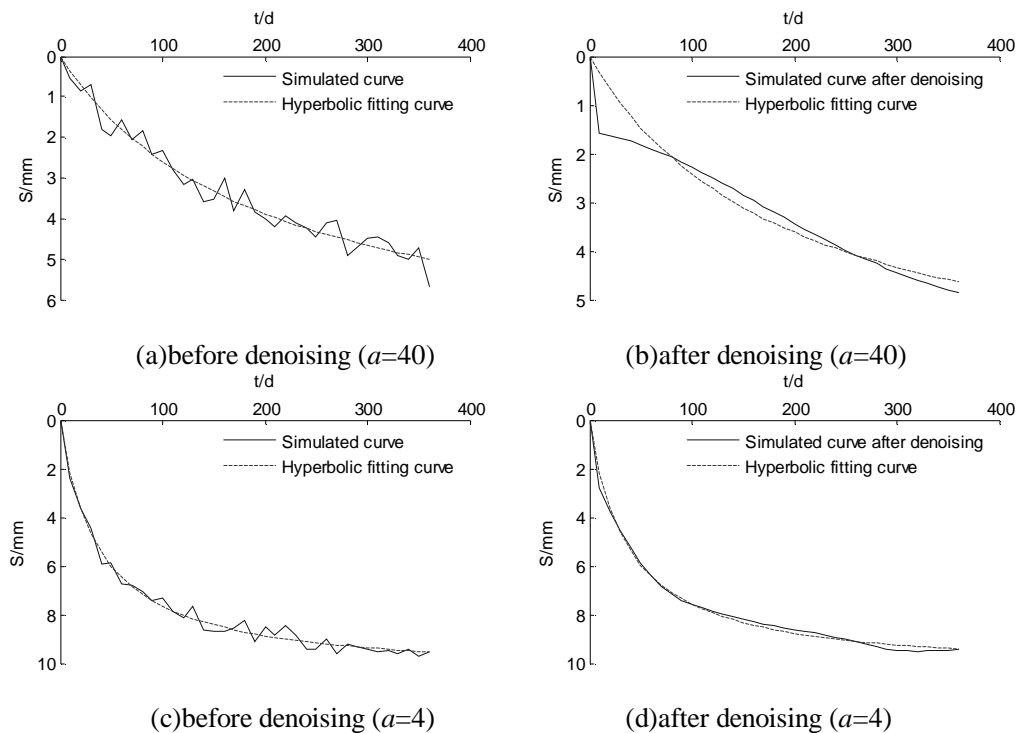 t/d
0 100 200 300 400
0
1
2
3
4
5
6
S/mm
Simulated curve
Hyperbolic fitting curve
(a)before denoising (a=40)
t/d
0 100 200 300 400
0
1
2
3
4
5
S/mm
Simulated curve after denoising
Hyperbolic fitting curve
(b)after denoising (a=40)
t/d
0 100 200 300 400
0
2
4
6
8
10
S/mm
Simulated curve
Hyperbolic fitting curve
(c)before denoising (a=4)
t/d
0 100 200 300 400
0
2
4
6
8
10
S/mm
Simulated curve after denoising
Hyperbolic fitting curve
(d)after denoising (a=4)